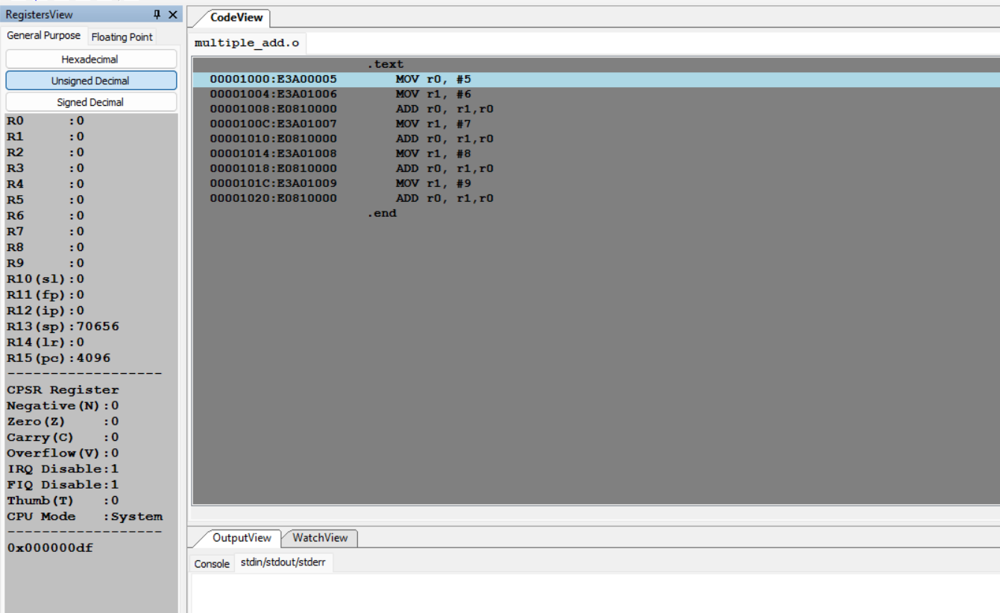 RegistersView
General Purpose Floating Point
Hexadecimal
Unsigned Decimal
Signed Decimal
R0 :0
R1 :0
R2 :0
R3 :0
R4 :0
R5 :0
R6 :0
R7 :0
R8 :0
R9 :0
R10(sl):0
R11(fp):0
R12(ip):0
R13(sp):70656
R14(lr):0
R15(pc):4096
------------------
CPSR Register
Negative(N):0
Zero(Z) :0
Carry(C) :0
Overflow(V):0
IRQ Disable:1
FIQ Disable:1
Thumb(T) :0
CPU Mode :System
------------------
0x000000df
CodeView
multiple_add.o
.text
00001000:E3A00005 MOV r0, #5
00001004:E3A01006 MOV r1, #6
00001008:E0810000 ADD r0, r1,r0
0000100C:E3A01007 MOV r1, #7
00001010:E0810000 ADD r0, r1,r0
00001014:E3A01008 MOV r1, #8
00001018:E0810000 ADD r0, r1,r0
0000101C:E3A01009 MOV r1, #9
00001020:E0810000 ADD r0, r1,r0
.end
OutputView WatchView
Console stdin/stdout/stderr